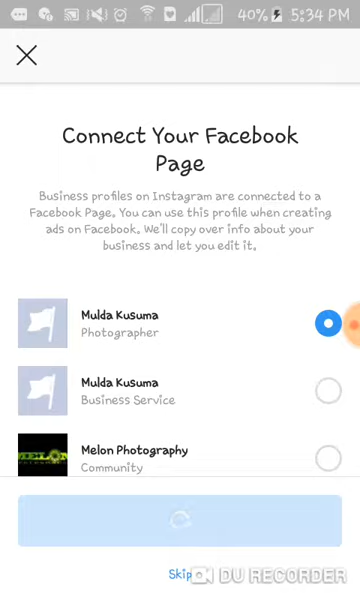 40% 5:34 PM
Connect Your Facebook
Page
Business profiles on Instagram are connected to a
Facebook Page. You can use this profile when creating
ads on Facebook. We'll copy over info about your
business and let you edit it.
Mulda Kusuma
Photographer
Mulda Kusuma
Business Service
MELON
Melon Photography
Community
Skip
DU RECORDER